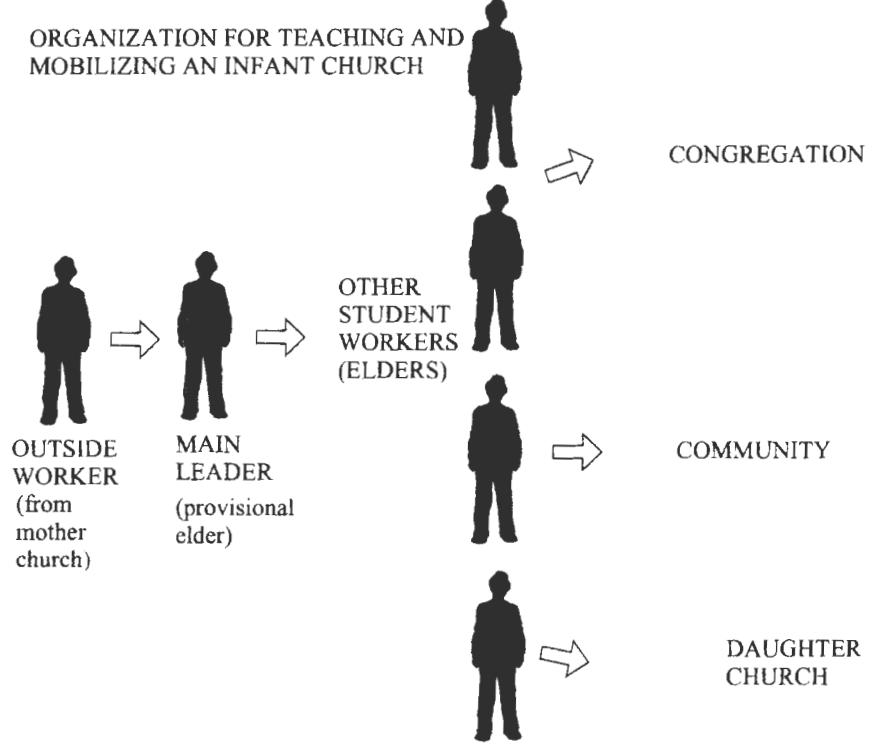 ORGANIZATION FOR TEACHING AND
MOBILIZING AN INFANT CHURCH
CONGREGATION
OTHER
STUDENT
WORKERS
(ELDERS)
OUTSIDE
WORKER
(from
mother
church)
MAIN
LEADER
(provisional
elder)
COMMUNITY
DAUGHTER
CHURCH